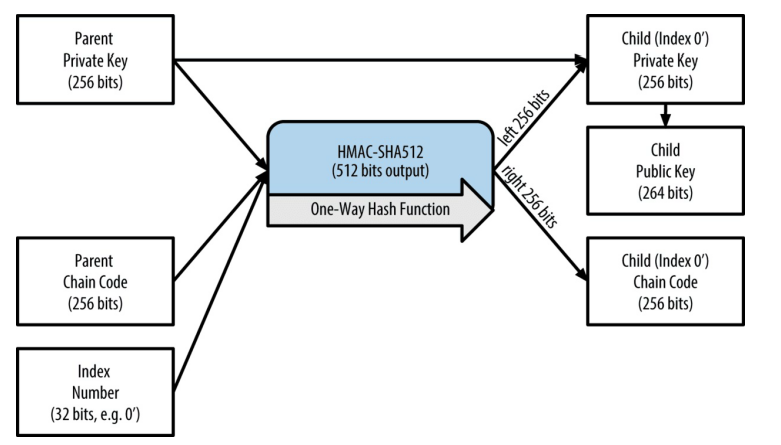 Parent
Private Key
(256 bits)
Child (Index 0’)
Private Key
(256 bits)
left 256 bits
HMAC-SHA512
(512 bits output)
One-Way Hash Function
right 256 bits
Child
Public Key
(264 bits)
Parent
Chain Code
(256 bits)
Child (Index 0’)
Chain Code
(256 bits)
Index
Number
(32 bits, e.g. 0’)